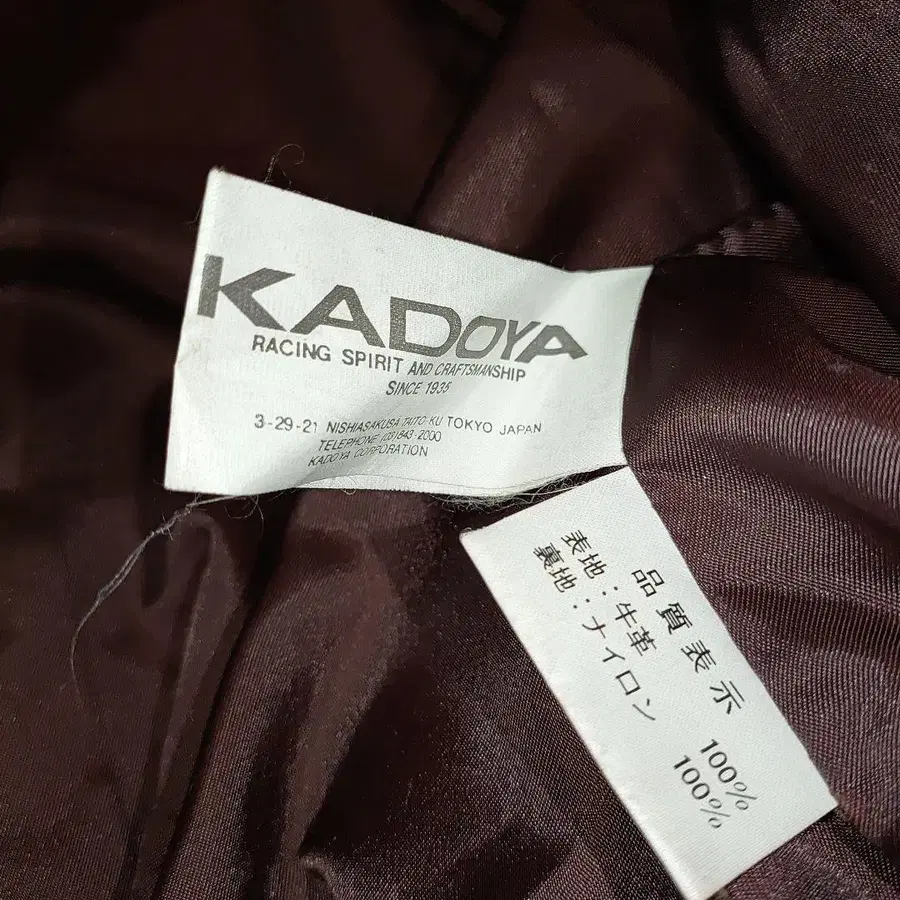 KADOYA
RACING SPIRIT AND CRAFTSMANSHIP
SINCE 1935
3-29-21 NISHIASAKUSA TAITO-KU TOKYO JAPAN
TELEPHONE (03) 843-2000
KADOYA CORPORATION
品質表示
表地：牛革 100%
裏地：ナイロン 100%